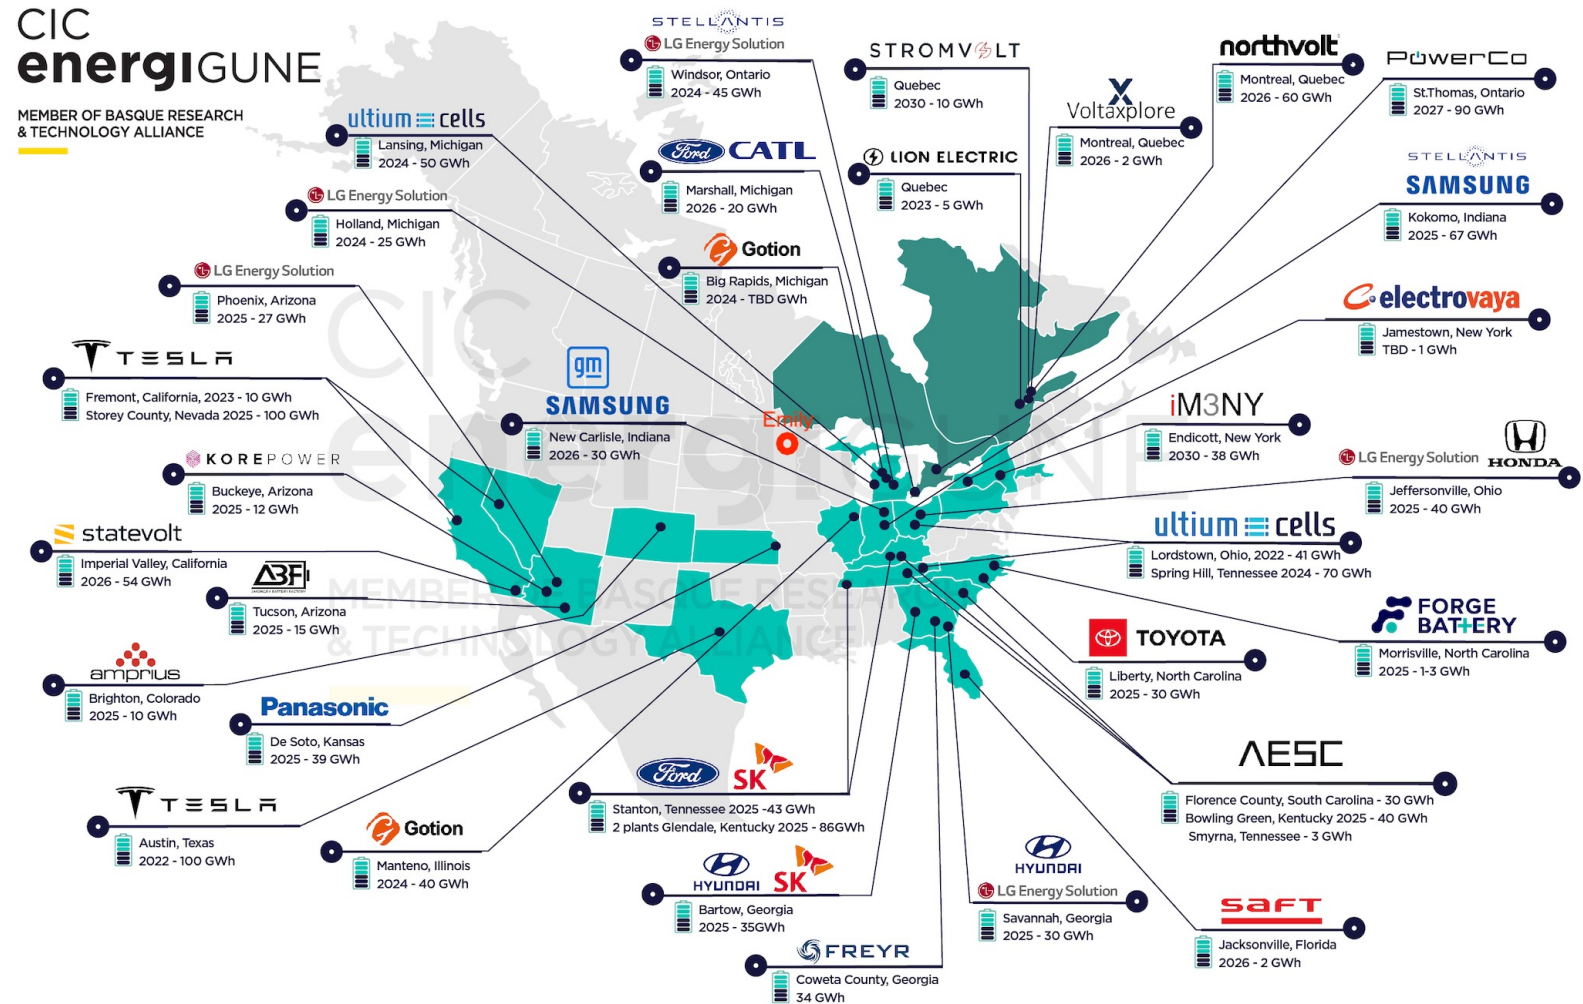 CIC
energiGUNE
MEMBER OF BASQUE RESEARCH
& TECHNOLOGY ALLIANCE
STELLANTIS
LG Energy Solution
Windsor, Ontario
2024 - 45 GWh
STROMVOLT
Quebec
2030 - 10 GWh
northvolt
Montreal, Quebec
2026 - 60 GWh
PowerCo
St.Thomas, Ontario
2027 - 90 GWh
Voltaxplore
Montreal, Quebec
2026 - 2 GWh
ultium cells
Lansing, Michigan
2024 - 50 GWh
Ford CATL
Marshall, Michigan
2026 - 20 GWh
LION ELECTRIC
Quebec
2023 - 5 GWh
STELLANTIS
SAMSUNG
Kokomo, Indiana
2025 - 67 GWh
LG Energy Solution
Holland, Michigan
2024 - 25 GWh
Gotion
Big Rapids, Michigan
2024 - TBD GWh
LG Energy Solution
Phoenix, Arizona
2025 - 27 GWh
electrovaya
Jamestown, New York
TBD - 1 GWh
TESLA
Fremont, California, 2023 - 10 GWh
Storey County, Nevada 2025 - 100 GWh
gm
SAMSUNG
New Carlisle, Indiana
2026 - 30 GWh
Emily
iM3NY
Endicott, New York
2030 - 38 GWh
KOREPOWER
Buckeye, Arizona
2025 - 12 GWh
LG Energy Solution HONDA
Jeffersonville, Ohio
2025 - 40 GWh
statevolt
Imperial Valley, California
2026 - 54 GWh
ultium cells
Lordstown, Ohio, 2022 - 41 GWh
Spring Hill, Tennessee 2024 - 70 GWh
ABF
Tucson, Arizona
2025 - 15 GWh
FORGE
BATTERY
Morrisville, North Carolina
2025 - 1-3 GWh
TOYOTA
Liberty, North Carolina
2025 - 30 GWh
amprius
Brighton, Colorado
2025 - 10 GWh
Panasonic
De Soto, Kansas
2025 - 39 GWh
AESC
Florence County, South Carolina - 30 GWh
Bowling Green, Kentucky 2025 - 40 GWh
Smyrna, Tennessee - 3 GWh
Ford SK
Stanton, Tennessee 2025 -43 GWh
2 plants Glendale, Kentucky 2025 - 86GWh
TESLA
Austin, Texas
2022 - 100 GWh
Gotion
Manteno, Illinois
2024 - 40 GWh
HYUNDAI SK
Bartow, Georgia
2025 - 35GWh
HYUNDAI
LG Energy Solution
Savannah, Georgia
2025 - 30 GWh
saft
Jacksonville, Florida
2026 - 2 GWh
FREYR
Coweta County, Georgia
34 GWh
CIC
energiGUNE
MEMBER OF BASQUE RESEARCH
& TECHNOLOGY ALLIANCE